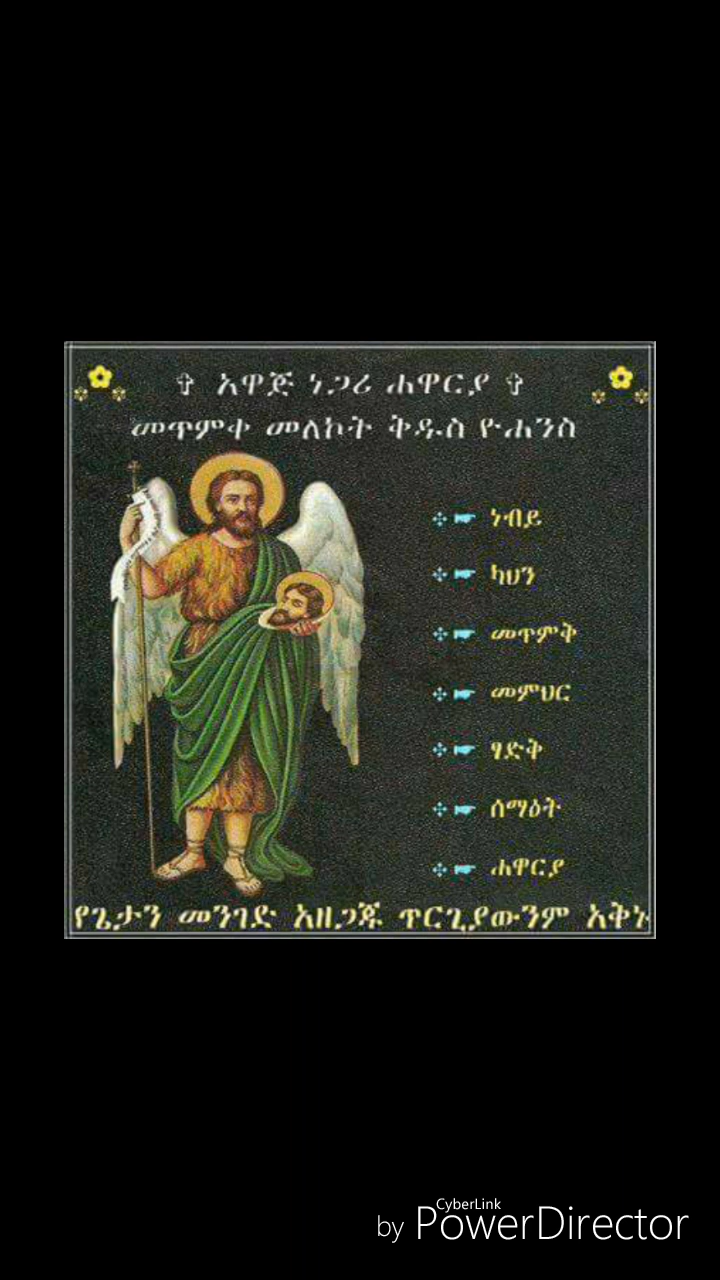 ✞ አዋጅ ነጋሪ ሐዋርያ ✞
መጥምቀ መለኮት ቅዱስ ዮሐንስ
ነብይ
ካህን
መጥምቅ
መምህር
ፃድቅ
ሰማዕት
ሐዋርያ
የጌታን መንገድ አዘጋጁ ጥርጊያውንም አቅኑ
CyberLink
by PowerDirector